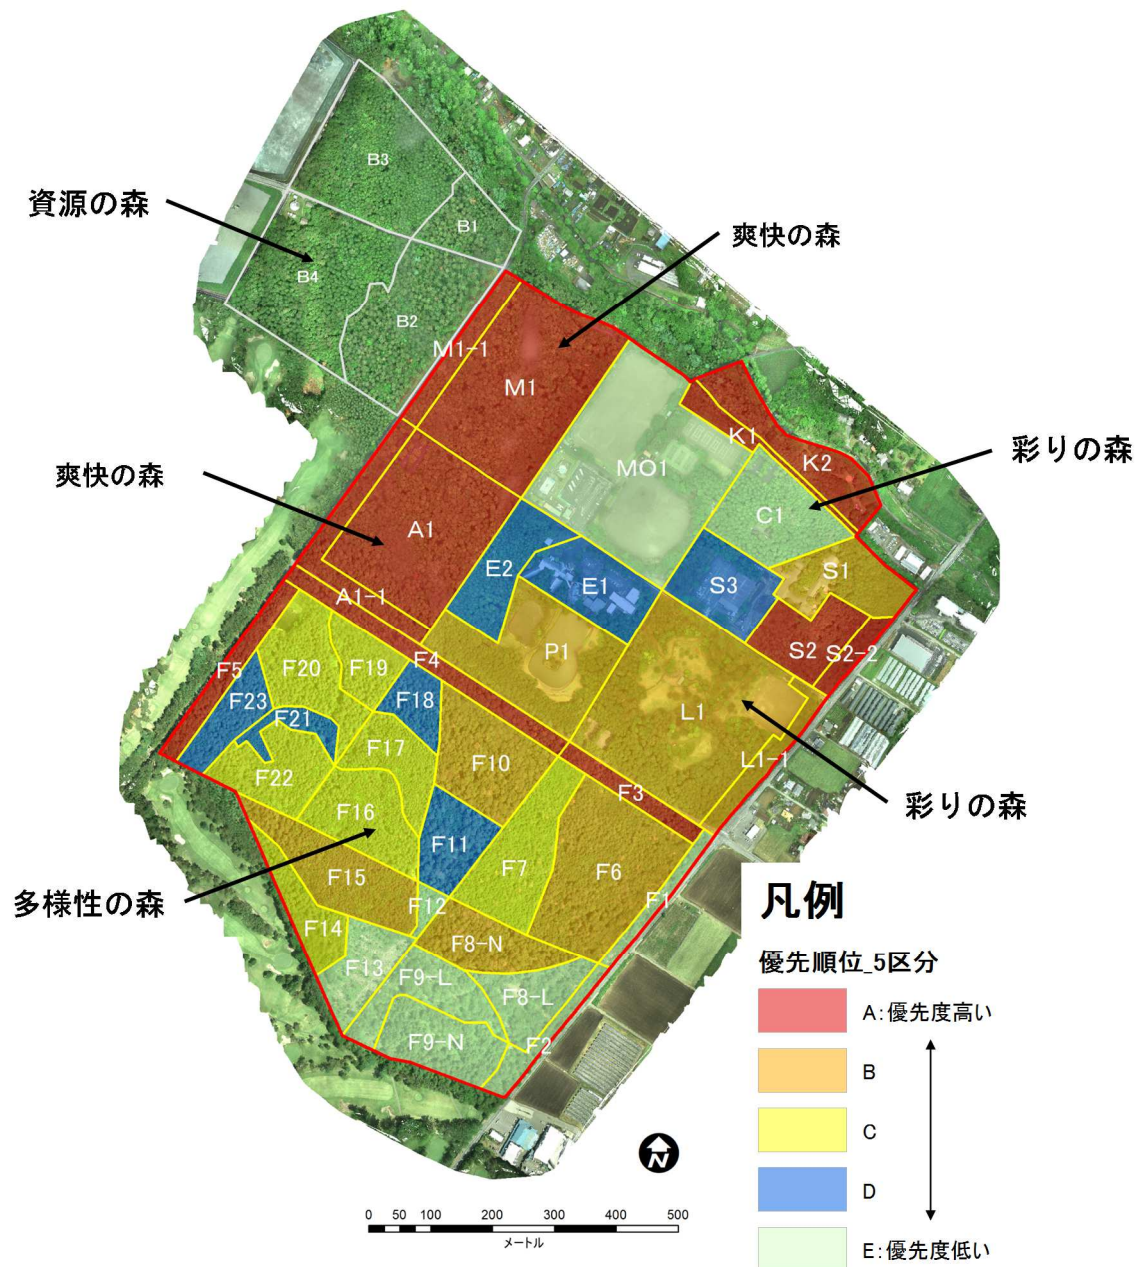 B3
資源の森
B1
爽快の森
B4
B2
M1-1
M1
K1
彩りの森
K2
MO1
爽快の森
C1
A1
E2
S1
E1
S3
A1-1
S2
S2-2
P1
F19
F4
F5
F20
F18
F23
L1
F21
F17
F10
L1-1
F22
F3
彩りの森
F16
F11
F7
F6
F15
多様性の森
F12
F1
F14
F8-N
F13
F9-L
F8-L
F9-N
F2
凡例
優先順位_5区分
A:優先度高い
B
C
D
E:優先度低い
N
0 50 100 200 300 400 500
メートル